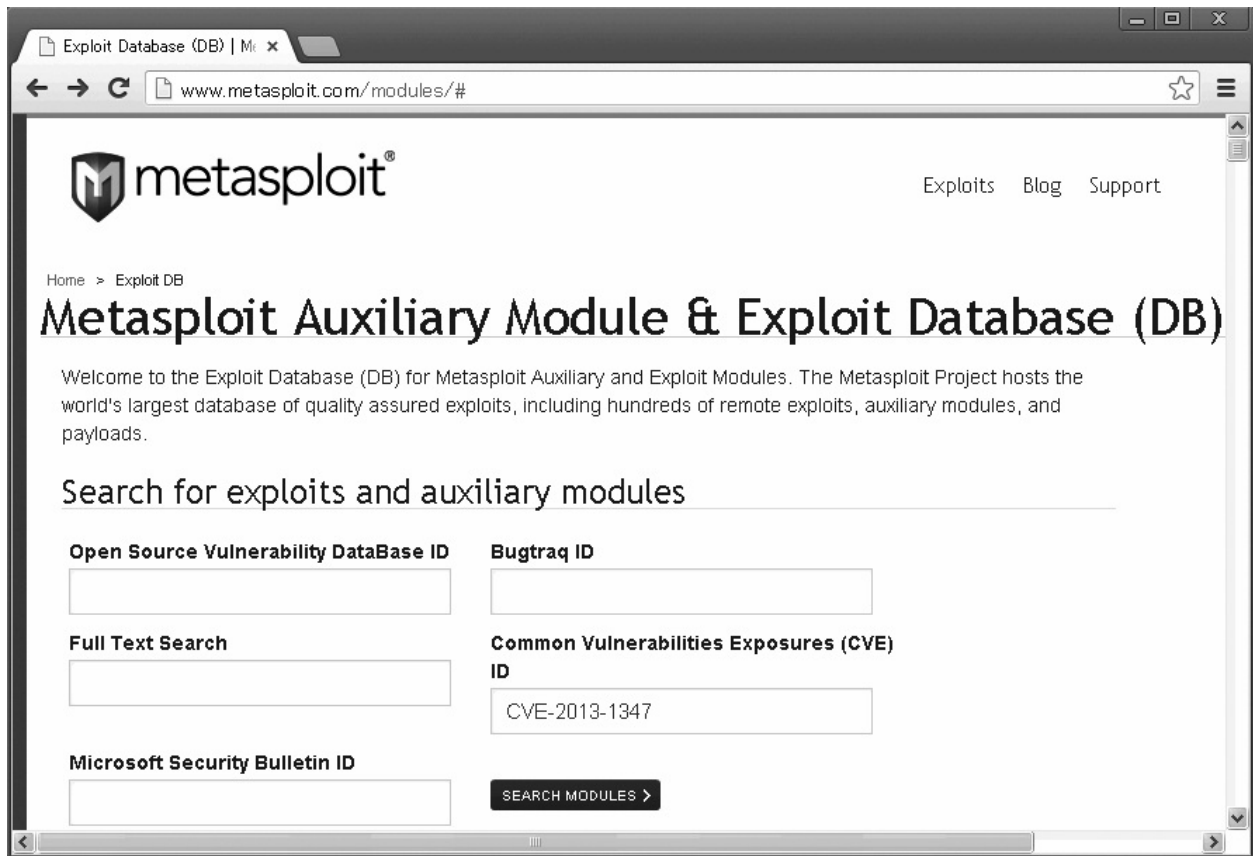 Exploit Database (DB) | Me
www.metasploit.com/modules/#
metasploit®
Exploits Blog Support
Home > Exploit DB
Metasploit Auxiliary Module & Exploit Database (DB)
Welcome to the Exploit Database (DB) for Metasploit Auxiliary and Exploit Modules. The Metasploit Project hosts the
world's largest database of quality assured exploits, including hundreds of remote exploits, auxiliary modules, and
payloads.
Search for exploits and auxiliary modules
Open Source Vulnerability DataBase ID
Bugtraq ID
Full Text Search
Common Vulnerabilities Exposures (CVE)
ID
CVE-2013-1347
Microsoft Security Bulletin ID
SEARCH MODULES >